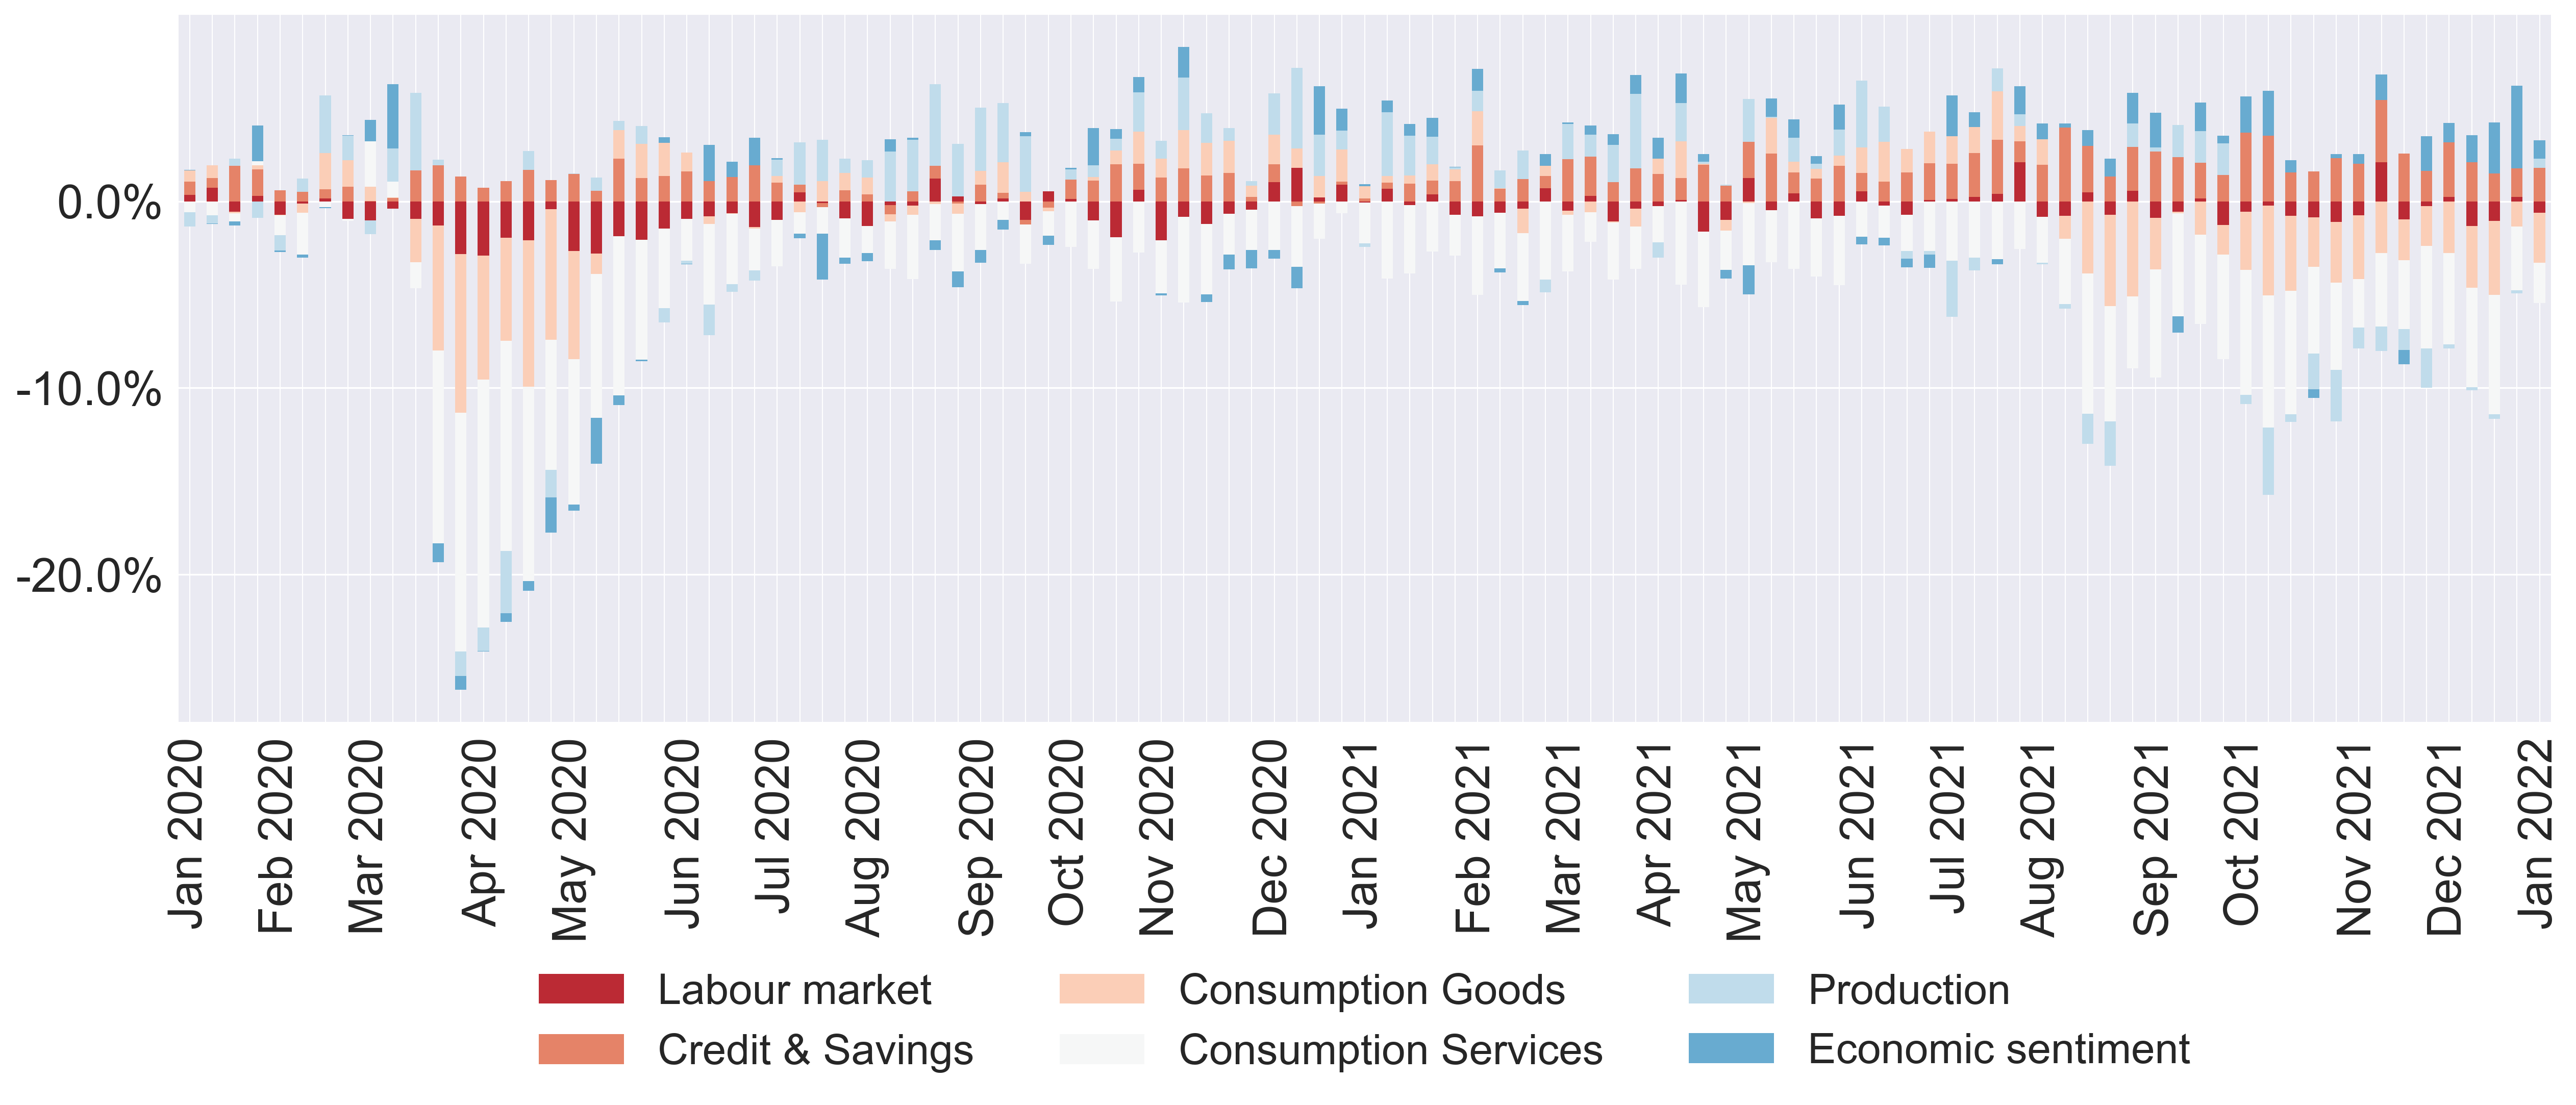 0.0%
-10.0%
-20.0%
Jan 2020
Feb 2020
Mar 2020
Apr 2020
May 2020
Jun 2020
Jul 2020
Aug 2020
Sep 2020
Oct 2020
Nov 2020
Dec 2020
Jan 2021
Feb 2021
Mar 2021
Apr 2021
May 2021
Jun 2021
Jul 2021
Aug 2021
Sep 2021
Oct 2021
Nov 2021
Dec 2021
Jan 2022
Labour market
Credit & Savings
Consumption Goods
Consumption Services
Production
Economic sentiment